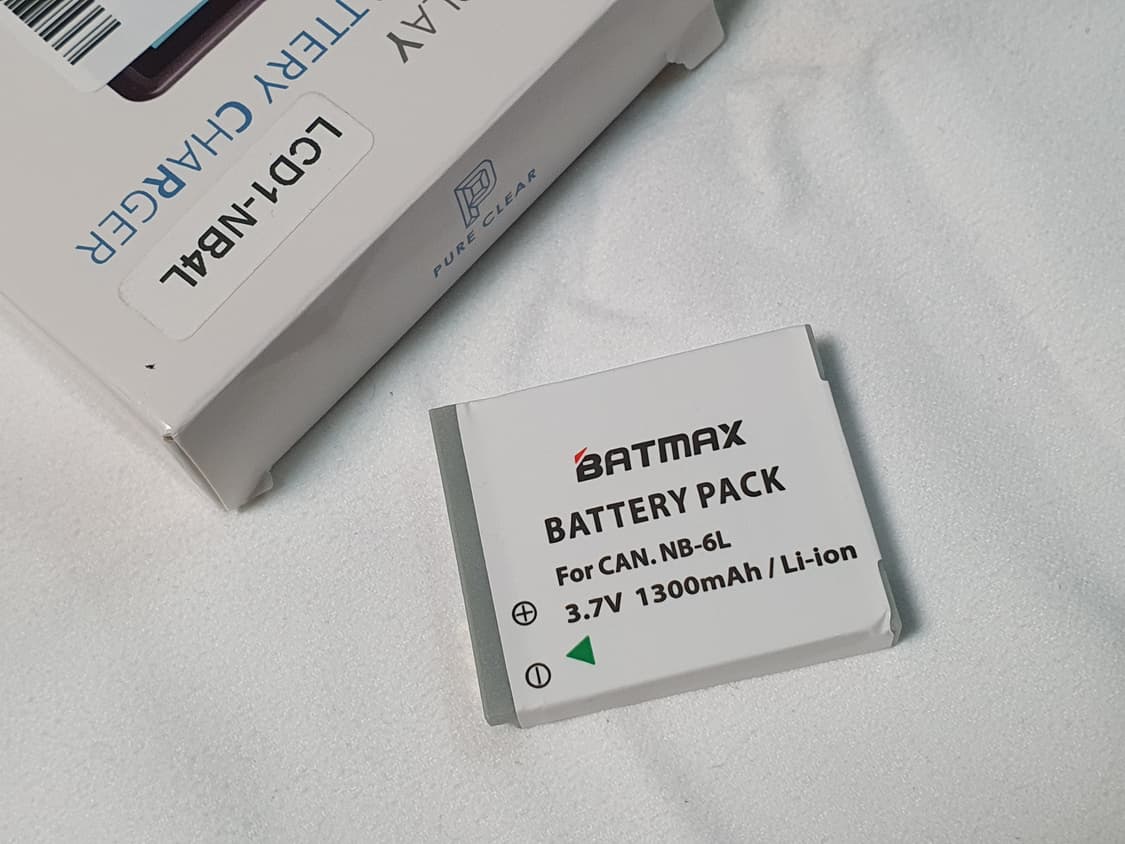 LAY
TTERY CHARGER
LCD1-NB4L
PURE CLEAR
BATMAX
BATTERY PACK
For CAN. NB-6L
3.7V 1300mAh / Li-ion